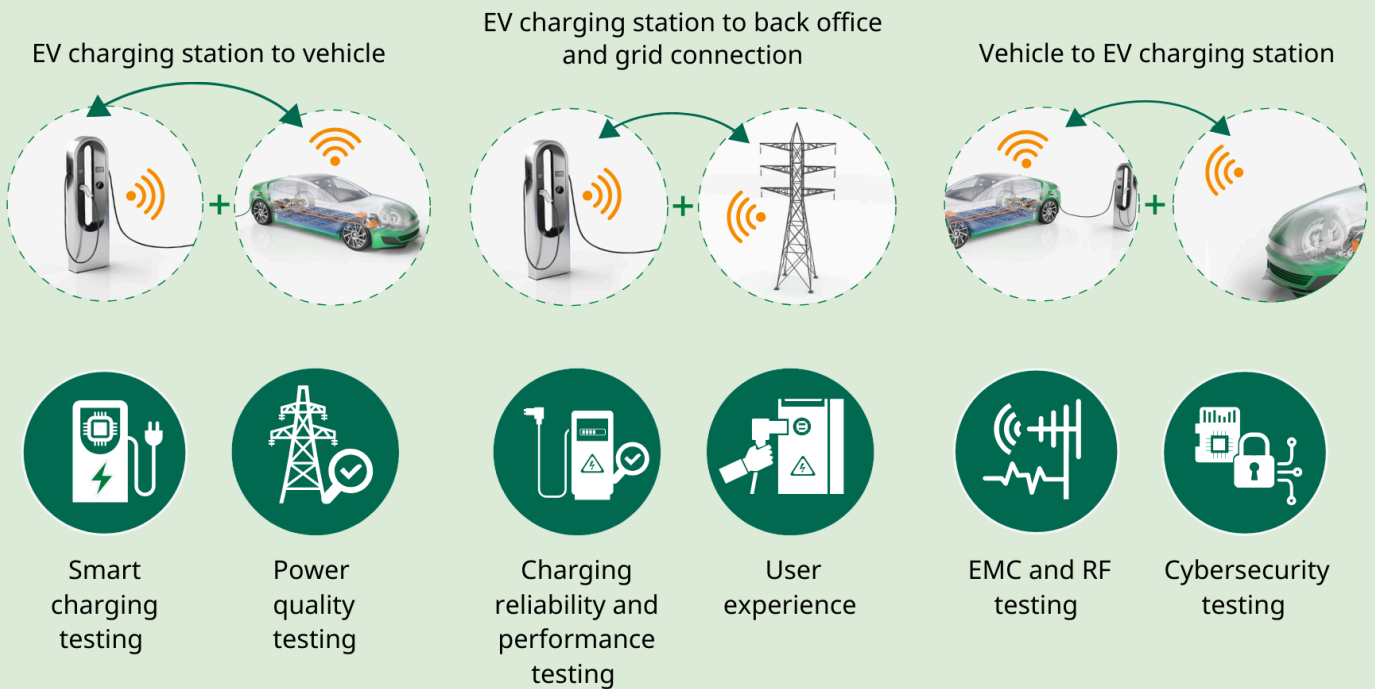 EV charging station to vehicle
EV charging station to back office
and grid connection
Vehicle to EV charging station
+
+
+
Smart
charging
testing
Power
quality
testing
Charging
reliability and
performance
testing
User
experience
EMC and RF
testing
Cybersecurity
testing